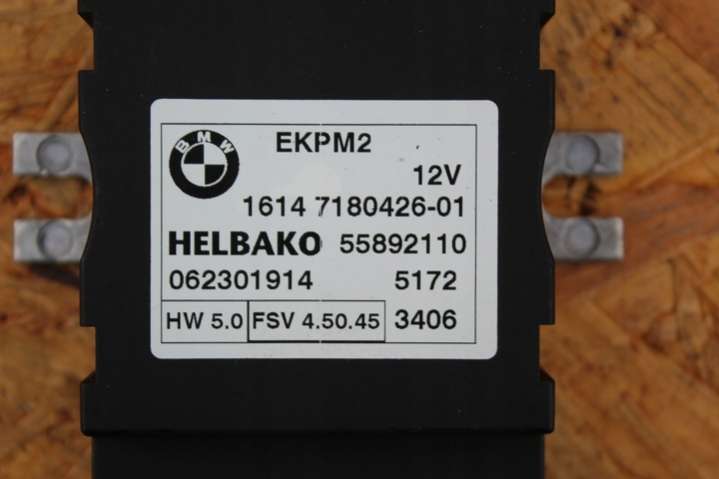 BMW
EKPM2
12V
1614 7180426-01
HELBAKO 55892110
062301914 5172
HW 5.0 FSV 4.50.45 3406